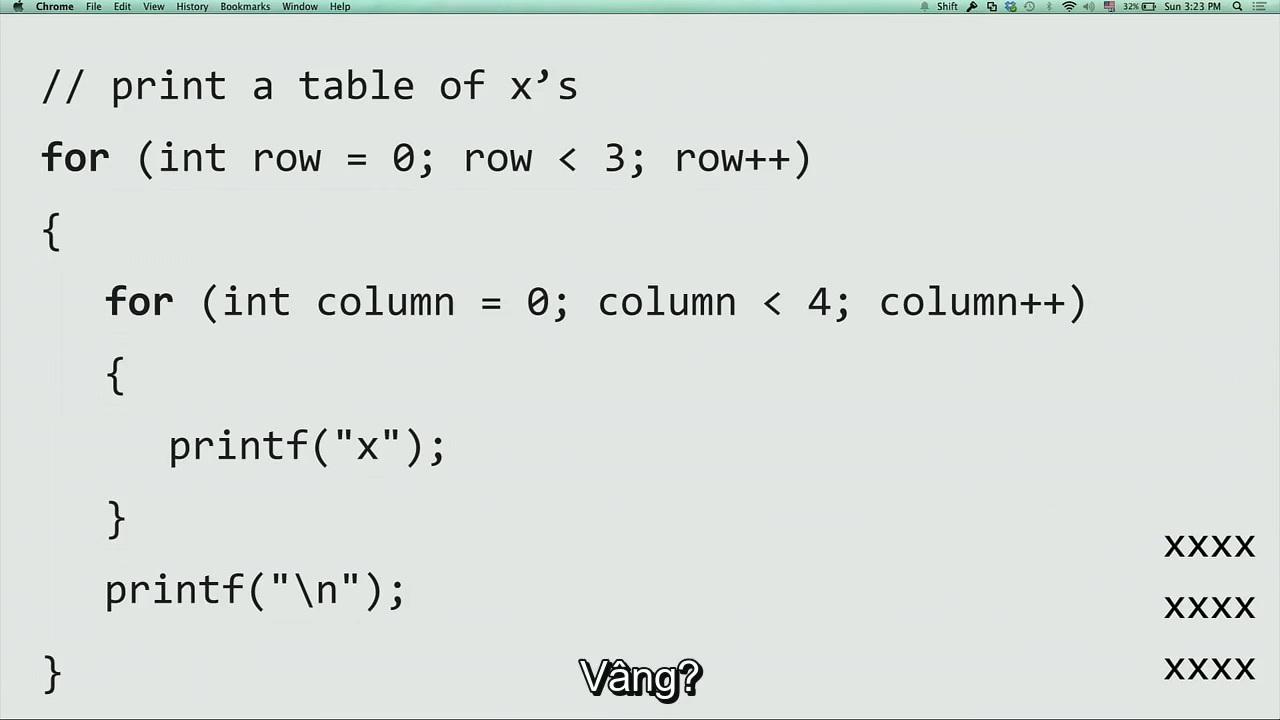 Chrome File Edit View History Bookmarks Window Help Shift 32% Sun 3:23 PM
// print a table of x’s
for (int row = 0; row < 3; row++)
{
for (int column = 0; column < 4; column++)
{
printf("x");
}
printf("\n");
}
xxxx
xxxx
xxxx
Vâng?